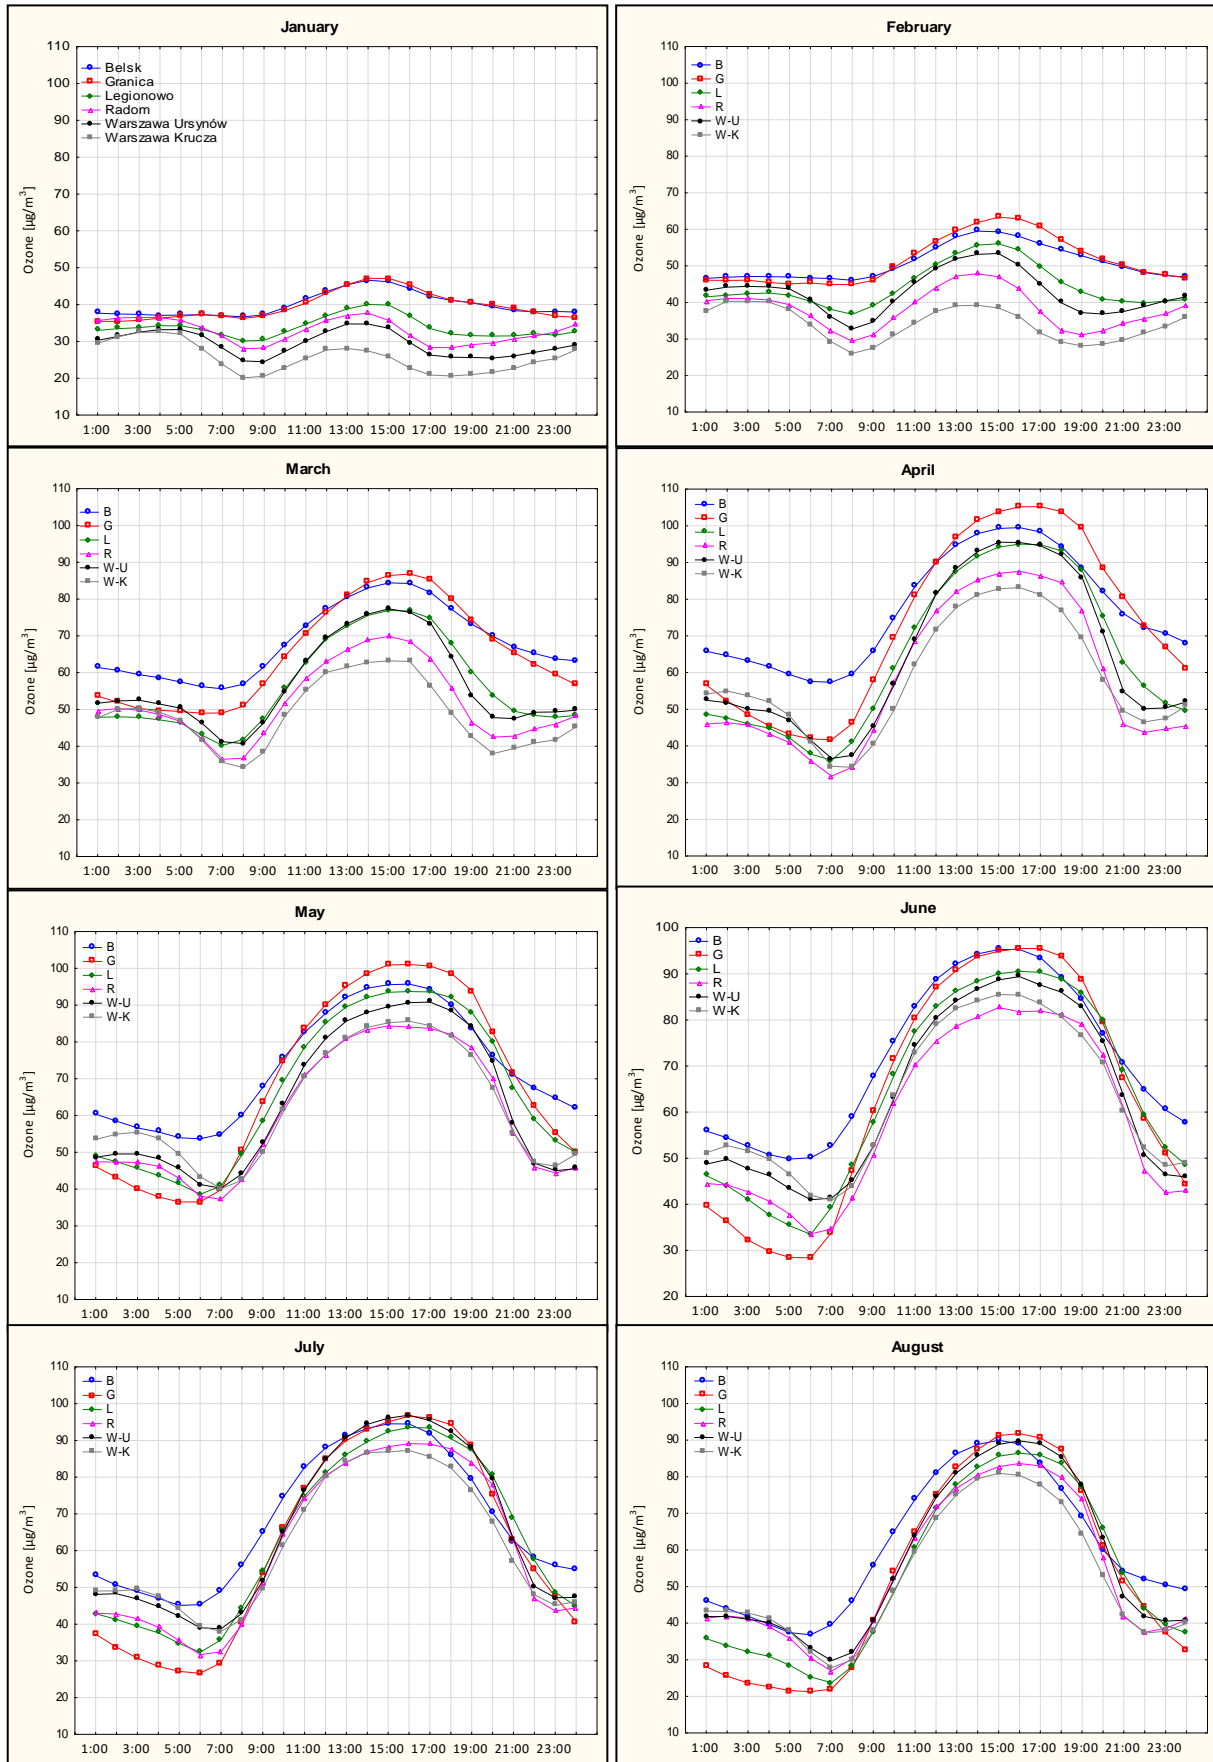 January
Ozone [µg/m³]
110
100
90
80
70
60
50
40
30
20
10
Belsk
Granica
Legionowo
Radom
Warszawa Ursynów
Warszawa Krucza
1:00 3:00 5:00 7:00 9:00 11:00 13:00 15:00 17:00 19:00 21:00 23:00
February
Ozone [µg/m³]
110
100
90
80
70
60
50
40
30
20
10
B
G
L
R
W-U
W-K
1:00 3:00 5:00 7:00 9:00 11:00 13:00 15:00 17:00 19:00 21:00 23:00
March
Ozone [µg/m³]
110
100
90
80
70
60
50
40
30
20
10
B
G
L
R
W-U
W-K
1:00 3:00 5:00 7:00 9:00 11:00 13:00 15:00 17:00 19:00 21:00 23:00
April
Ozone [µg/m³]
110
100
90
80
70
60
50
40
30
20
10
B
G
L
R
W-U
W-K
1:00 3:00 5:00 7:00 9:00 11:00 13:00 15:00 17:00 19:00 21:00 23:00
May
Ozone [µg/m³]
110
100
90
80
70
60
50
40
30
20
10
B
G
L
R
W-U
W-K
1:00 3:00 5:00 7:00 9:00 11:00 13:00 15:00 17:00 19:00 21:00 23:00
June
Ozone [µg/m³]
100
90
80
70
60
50
40
30
20
B
G
L
R
W-U
W-K
1:00 3:00 5:00 7:00 9:00 11:00 13:00 15:00 17:00 19:00 21:00 23:00
July
Ozone [µg/m³]
110
100
90
80
70
60
50
40
30
20
10
B
G
L
R
W-U
W-K
1:00 3:00 5:00 7:00 9:00 11:00 13:00 15:00 17:00 19:00 21:00 23:00
August
Ozone [µg/m³]
110
100
90
80
70
60
50
40
30
20
10
B
G
L
R
W-U
W-K
1:00 3:00 5:00 7:00 9:00 11:00 13:00 15:00 17:00 19:00 21:00 23:00